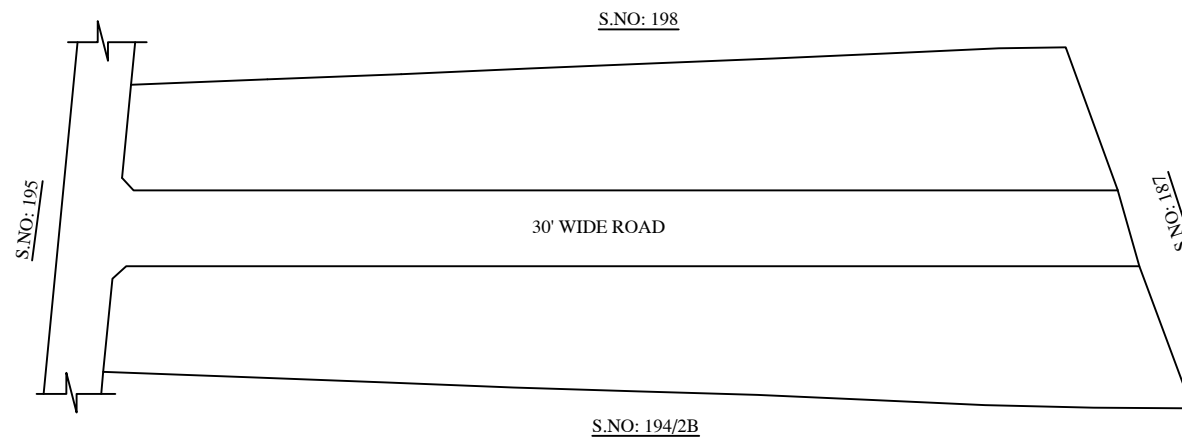 S.NO: 198
S.NO: 195
30' WIDE ROAD
S.NO: 187
S.NO: 194/2B